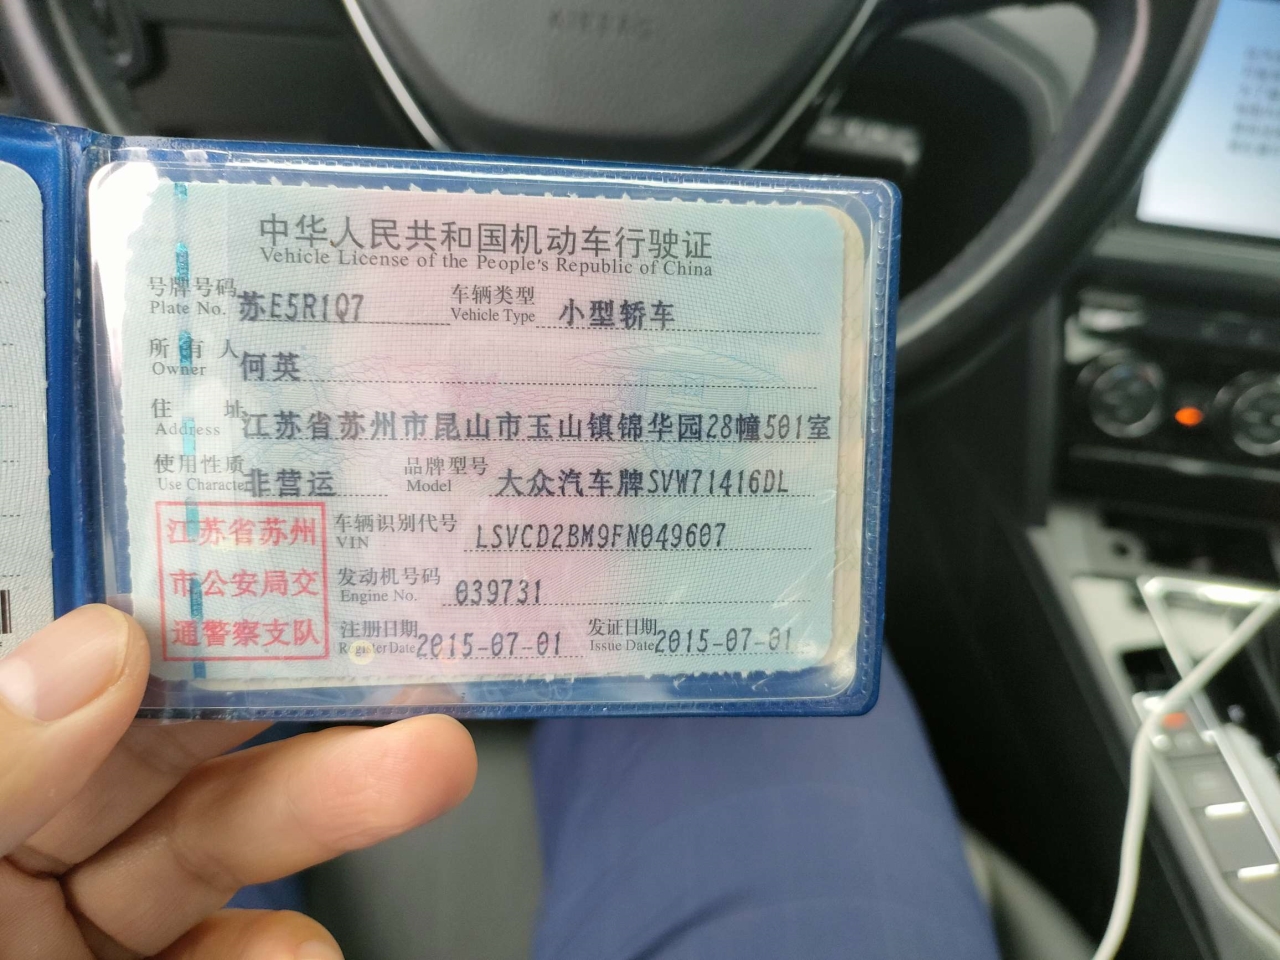 AIRBAG
中华人民共和国机动车行驶证
Vehicle License of the People's Republic of China
号牌号码 苏E5R1Q7 车辆类型 小型轿车
Plate No. Vehicle Type
所有人 何英
Owner
住址 江苏省苏州市昆山市玉山镇锦华园28幢501室
Address
使用性质 非营运 品牌型号 大众汽车牌SVW71416DL
Use Character Model
江苏省苏州
市公安局交
通警察支队
车辆识别代号 LSVCD2BM9FN049607
VIN
发动机号码 039731
Engine No.
注册日期 2015-07-01 发证日期 2015-07-01
Register Date Issue Date